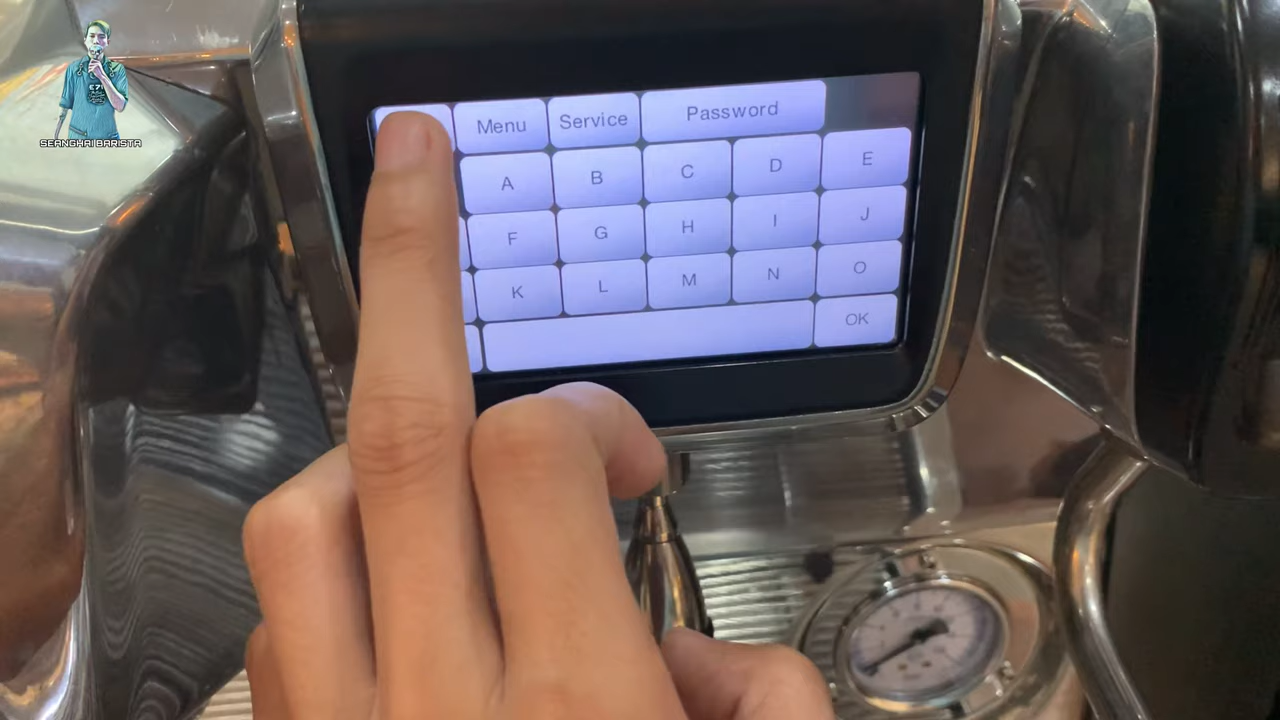 SEANGHAI BARISTA
Menu Service Password
A B C D E
F G H I J
K L M N O
OK